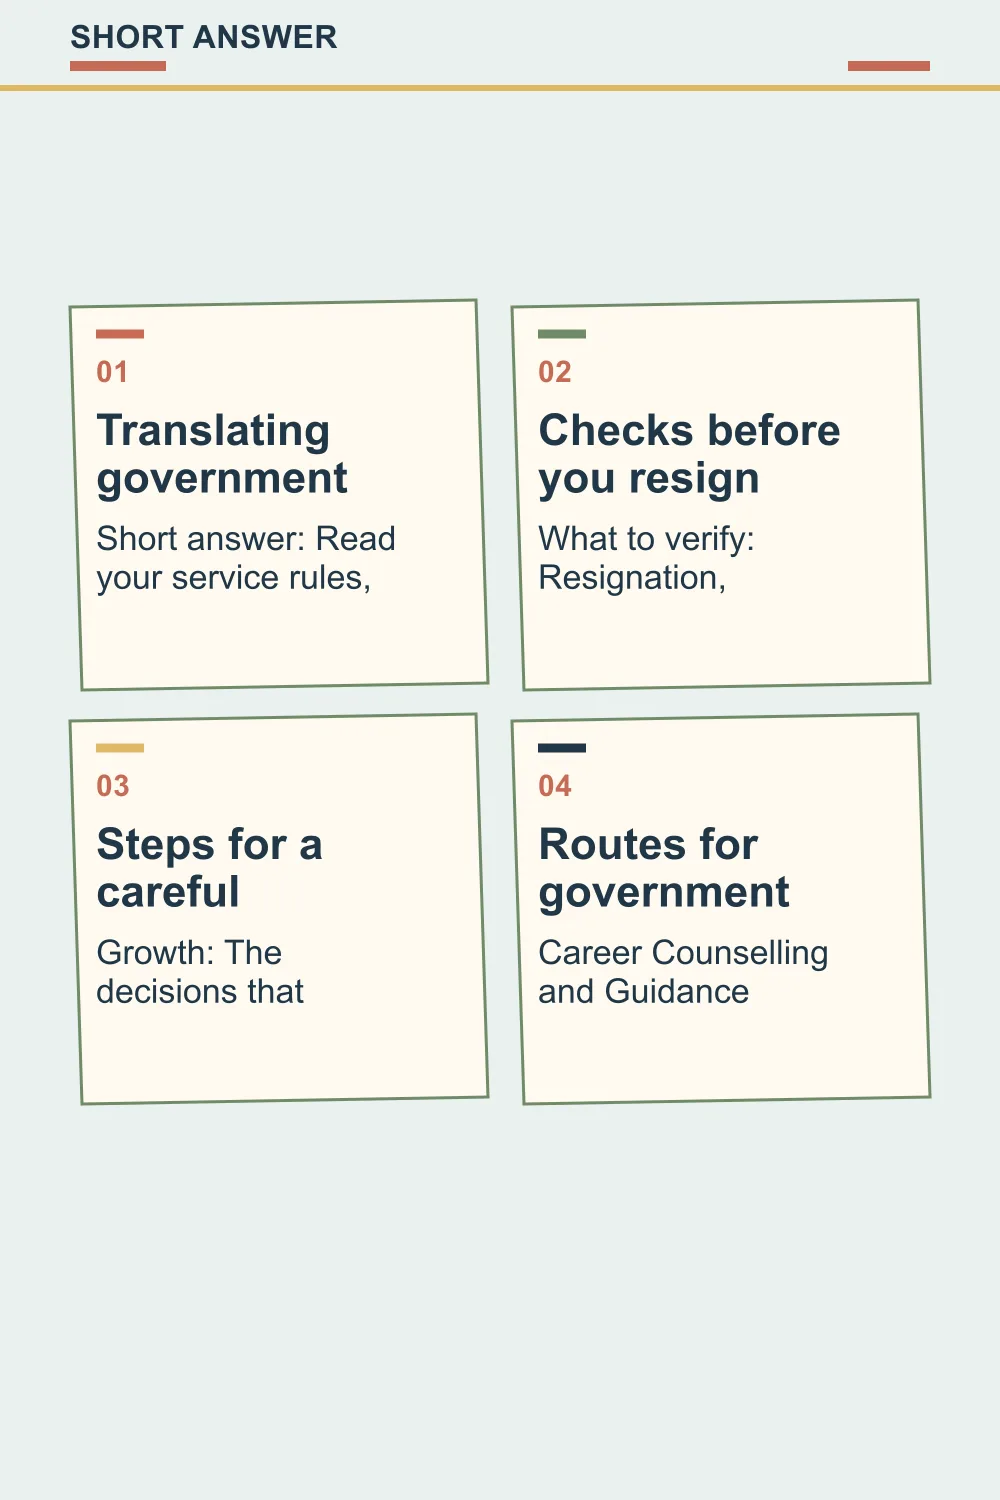 SHORT ANSWER
01
Translating
government
Short answer: Read
your service rules,
02
Checks before
you resign
What to verify:
Resignation,
03
Steps for a
careful
Growth: The
decisions that
04
Routes for
government
Career Counselling
and Guidance